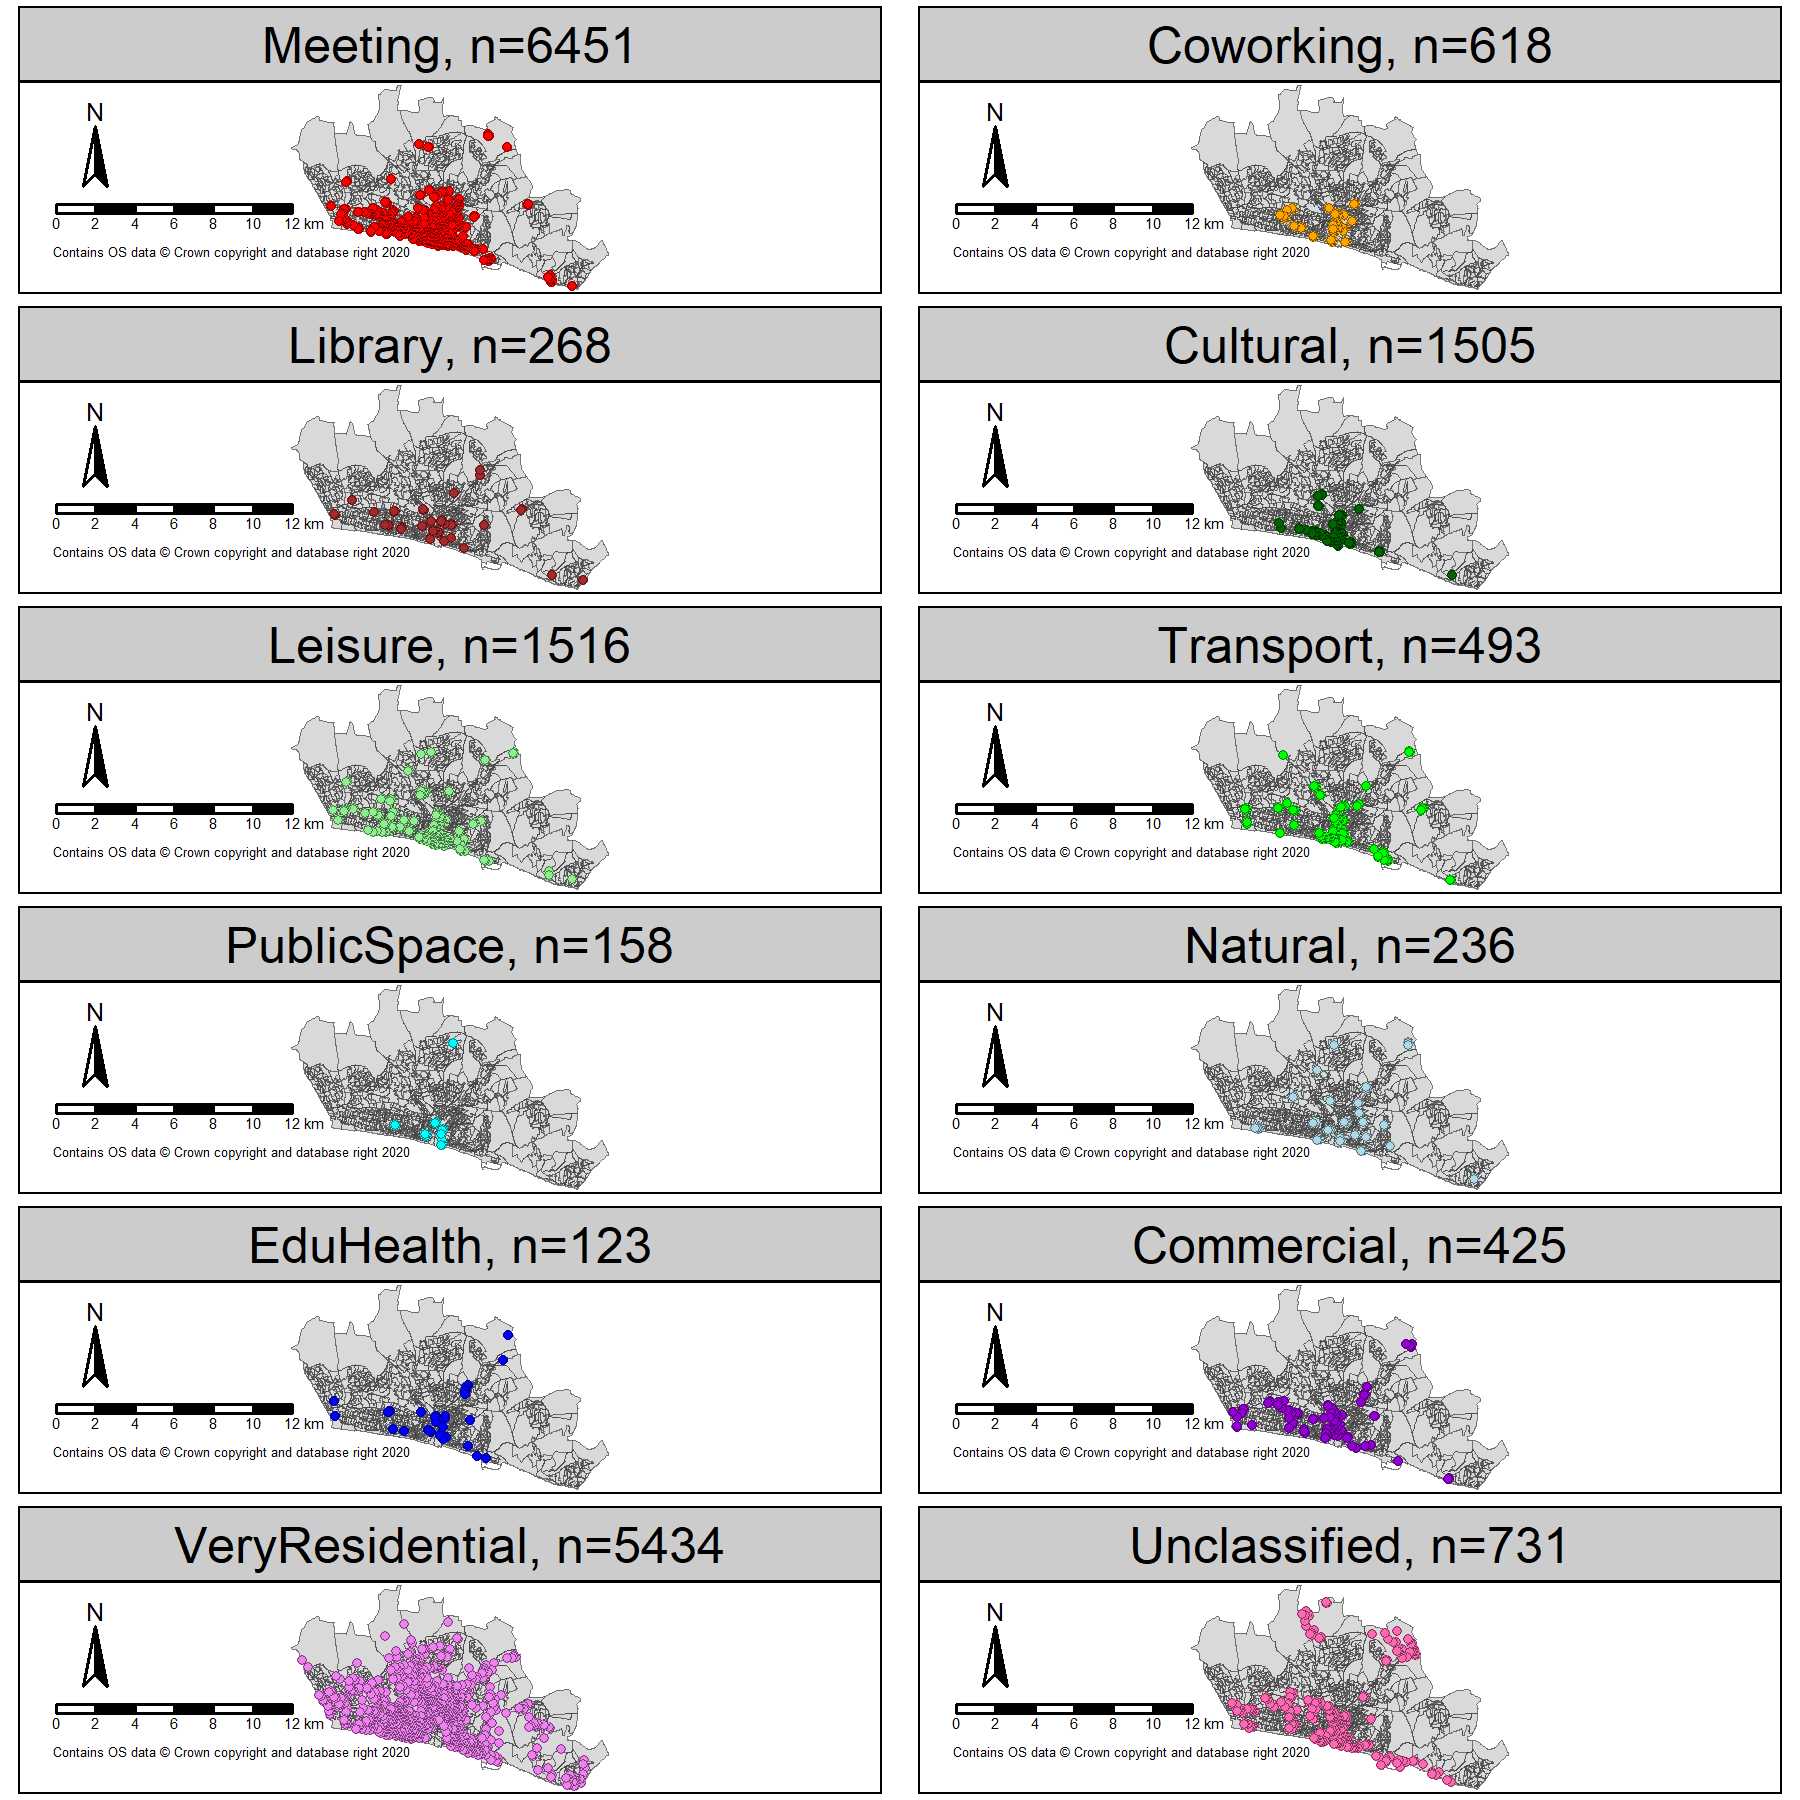 Meeting, n=6451
N
0 2 4 6 8 10 12 km
Contains OS data © Crown copyright and database right 2020
Coworking, n=618
N
0 2 4 6 8 10 12 km
Contains OS data © Crown copyright and database right 2020
Library, n=268
N
0 2 4 6 8 10 12 km
Contains OS data © Crown copyright and database right 2020
Cultural, n=1505
N
0 2 4 6 8 10 12 km
Contains OS data © Crown copyright and database right 2020
Leisure, n=1516
N
0 2 4 6 8 10 12 km
Contains OS data © Crown copyright and database right 2020
Transport, n=493
N
0 2 4 6 8 10 12 km
Contains OS data © Crown copyright and database right 2020
PublicSpace, n=158
N
0 2 4 6 8 10 12 km
Contains OS data © Crown copyright and database right 2020
Natural, n=236
N
0 2 4 6 8 10 12 km
Contains OS data © Crown copyright and database right 2020
EduHealth, n=123
N
0 2 4 6 8 10 12 km
Contains OS data © Crown copyright and database right 2020
Commercial, n=425
N
0 2 4 6 8 10 12 km
Contains OS data © Crown copyright and database right 2020
VeryResidential, n=5434
N
0 2 4 6 8 10 12 km
Contains OS data © Crown copyright and database right 2020
Unclassified, n=731
N
0 2 4 6 8 10 12 km
Contains OS data © Crown copyright and database right 2020